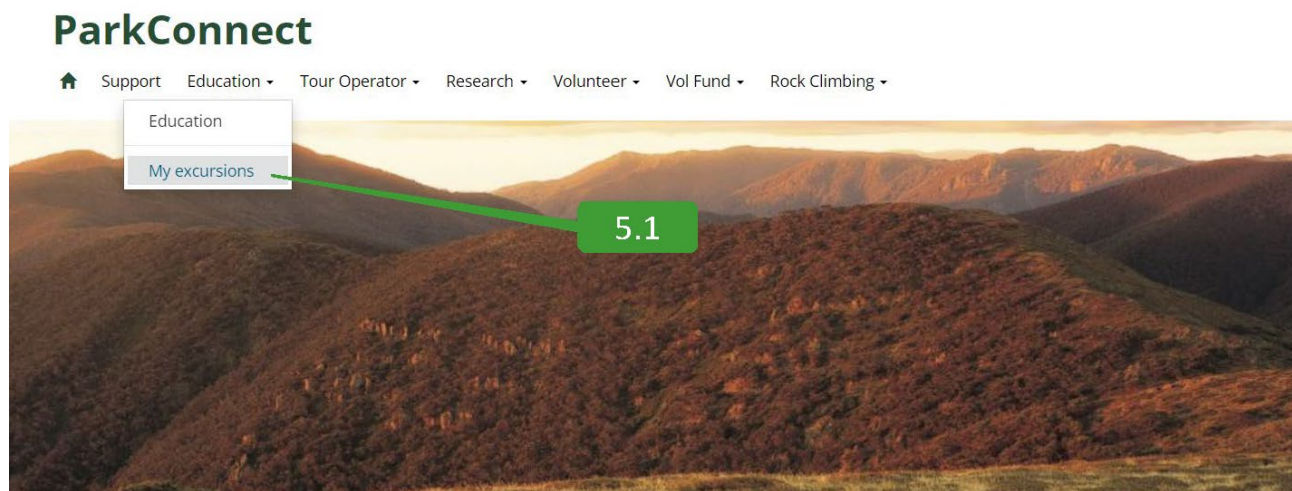 ParkConnect
Support Education Tour Operator Research Volunteer Vol Fund Rock Climbing
Education
My excursions
5.1